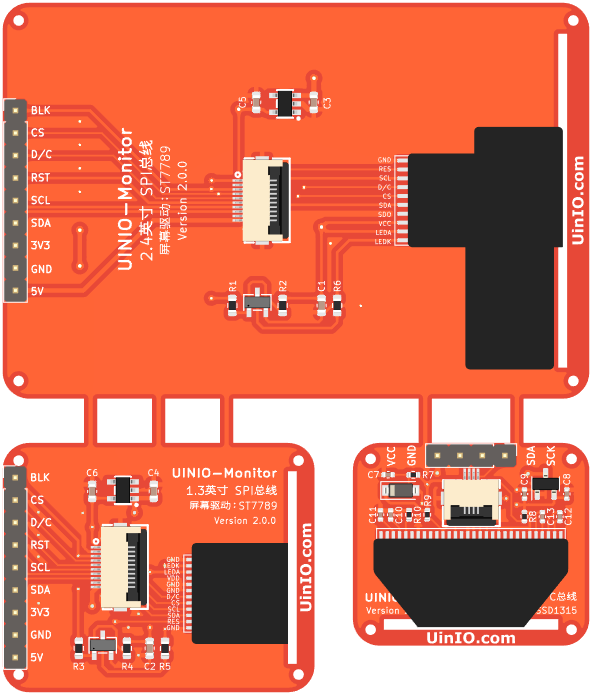 BLK
CS
D/C
RST
SCL
SDA
3V3
GND
5V
UINIO-Monitor
2.4英寸 SPI总线
屏幕驱动:ST7789
Version 2.0.0
C5
C3
GND
RES
SCL
D/C
CS
SDA
SDO
VCC
LEDA
LEDK
R1
R2
C1
R6
UinIO.com
BLK
CS
D/C
RST
SCL
SDA
3V3
GND
5V
C6
C4
UINIO-Monitor
1.3英寸 SPI总线
屏幕驱动:ST7789
Version 2.0.0
GND
LEDK
LEDA
VDD
GND
GND
D/C
CS
SCL
SDA
RES
GND
R3
R4
C2
R5
UinIO.com
VCC
GND
SDA
SCK
C7
R7
C9
C8
C11
C10
R10
R9
R8
C13
C12
C总线
Version
SSD1315
UinIO.com